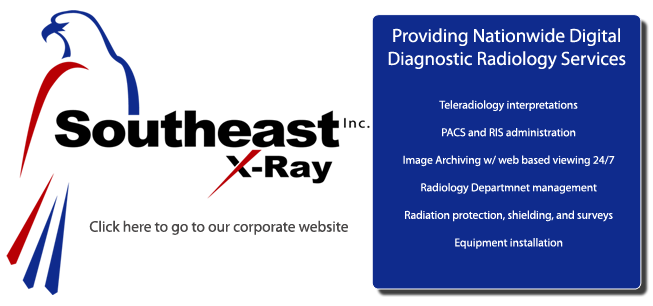 Southeast Inc.
X-Ray
Click here to go to our corporate website
Providing Nationwide Digital
Diagnostic Radiology Services
Teleradiology interpretations
PACS and RIS administration
Image Archiving w/ web based viewing 24/7
Radiology Departmnet management
Radiation protection, shielding, and surveys
Equipment installation